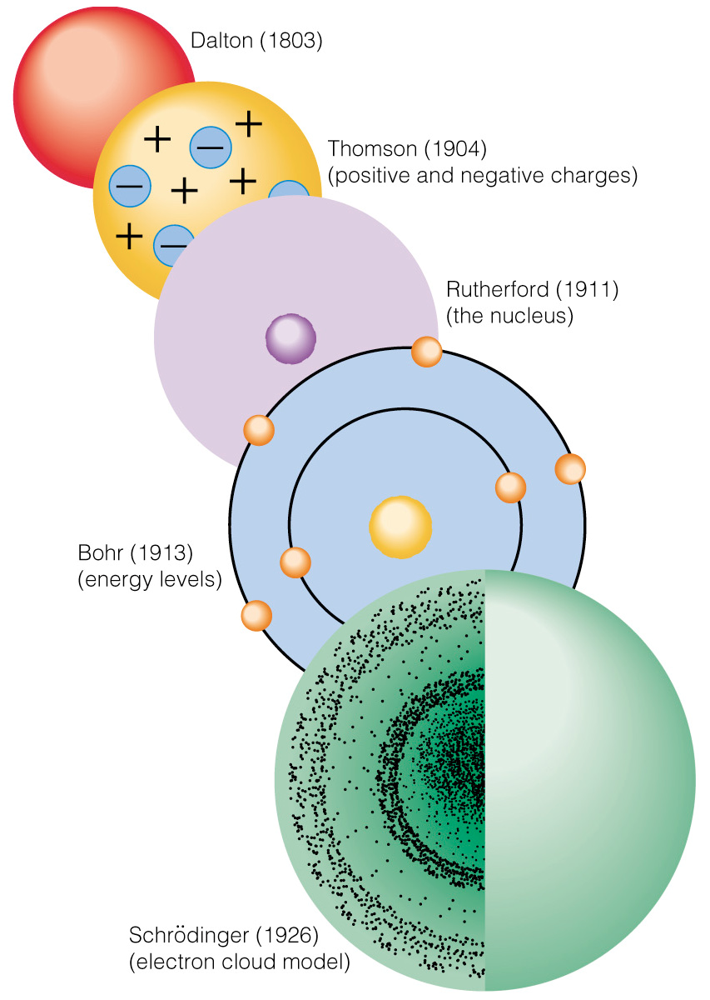 Dalton (1803)
Thomson (1904)
(positive and negative charges)
+
+
−
−
+
+
+
−
Rutherford (1911)
(the nucleus)
Bohr (1913)
(energy levels)
Schrödinger (1926)
(electron cloud model)